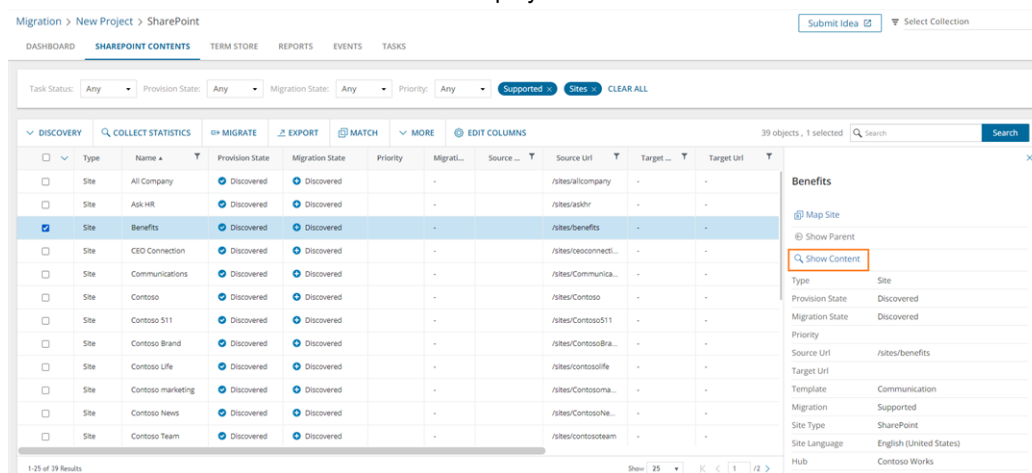 Migration > New Project > SharePoint
Submit Idea
Select Collection
DASHBOARD SHAREPOINT CONTENTS TERM STORE REPORTS EVENTS TASKS
Task Status: Any Provision State: Any Migration State: Any Priority: Any Supported × Sites × CLEAR ALL
DISCOVERY COLLECT STATISTICS MIGRATE EXPORT MATCH MORE EDIT COLUMNS 39 objects , 1 selected Search Search
Type Name Provision State Migration State Priority Migrati... Source ... Source Url Target ... Target Url
Site All Company Discovered Discovered - /sites/allcompany - -
Site Ask HR Discovered Discovered - /sites/askhr - -
Site Benefits Discovered Discovered - /sites/benefits - -
Site CEO Connection Discovered Discovered - /sites/ceoconnecti... - -
Site Communications Discovered Discovered - /sites/Communica... - -
Site Contoso Discovered Discovered - /sites/Contoso - -
Site Contoso 511 Discovered Discovered - /sites/Contoso511 - -
Site Contoso Brand Discovered Discovered - /sites/ContosoBra... - -
Site Contoso Life Discovered Discovered - /sites/contosolife - -
Site Contoso marketing Discovered Discovered - /sites/Contosoma... - -
Site Contoso News Discovered Discovered - /sites/ContosoNe... - -
Site Contoso Team Discovered Discovered - /sites/contosoteam - -
1-25 of 39 Results Show 25 1 /2
Benefits
Map Site
Show Parent
Show Content
Type Site
Provision State Discovered
Migration State Discovered
Priority
Source Url /sites/benefits
Target Url
Template Communication
Migration Supported
Site Type SharePoint
Site Language English (United States)
Hub Contoso Works